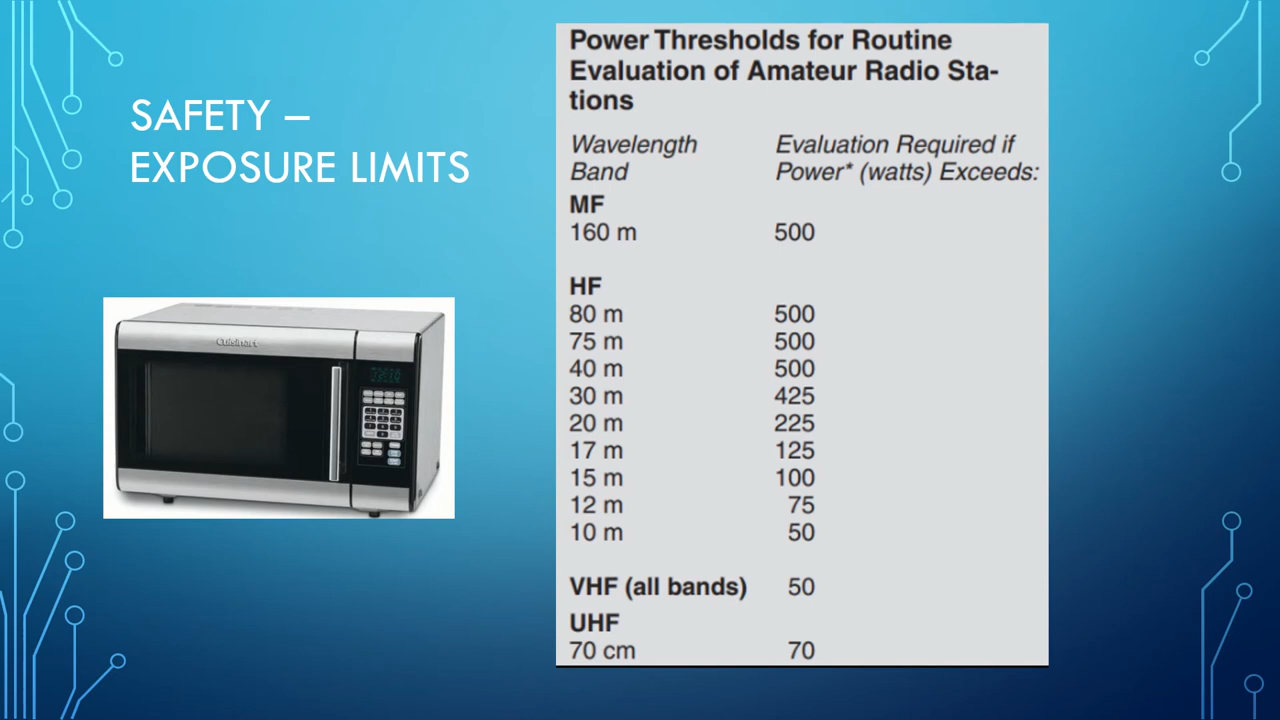 SAFETY –
EXPOSURE LIMITS
Cuisinart
Power Thresholds for Routine
Evaluation of Amateur Radio Sta-
tions
Wavelength Band Evaluation Required if Power* (watts) Exceeds:
MF
160 m 500
HF
80 m 500
75 m 500
40 m 500
30 m 425
20 m 225
17 m 125
15 m 100
12 m 75
10 m 50
VHF (all bands) 50
UHF
70 cm 70